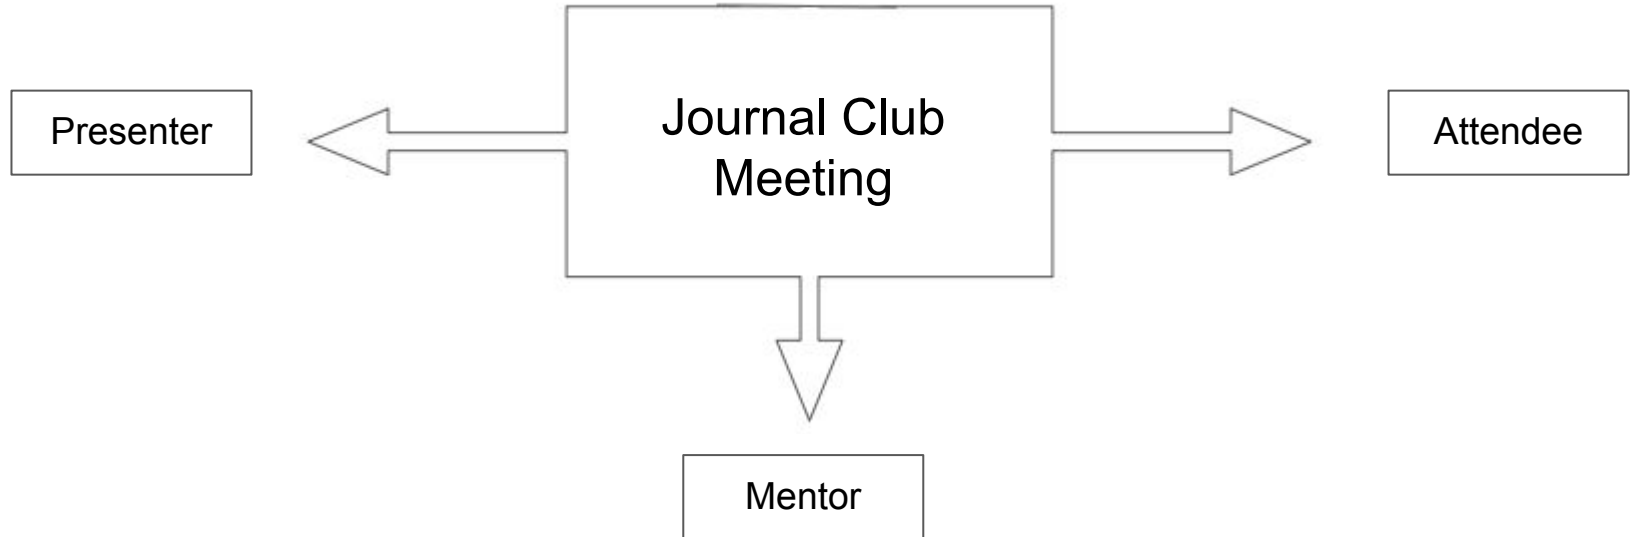 Journal Club
Meeting
Presenter
Attendee
Mentor